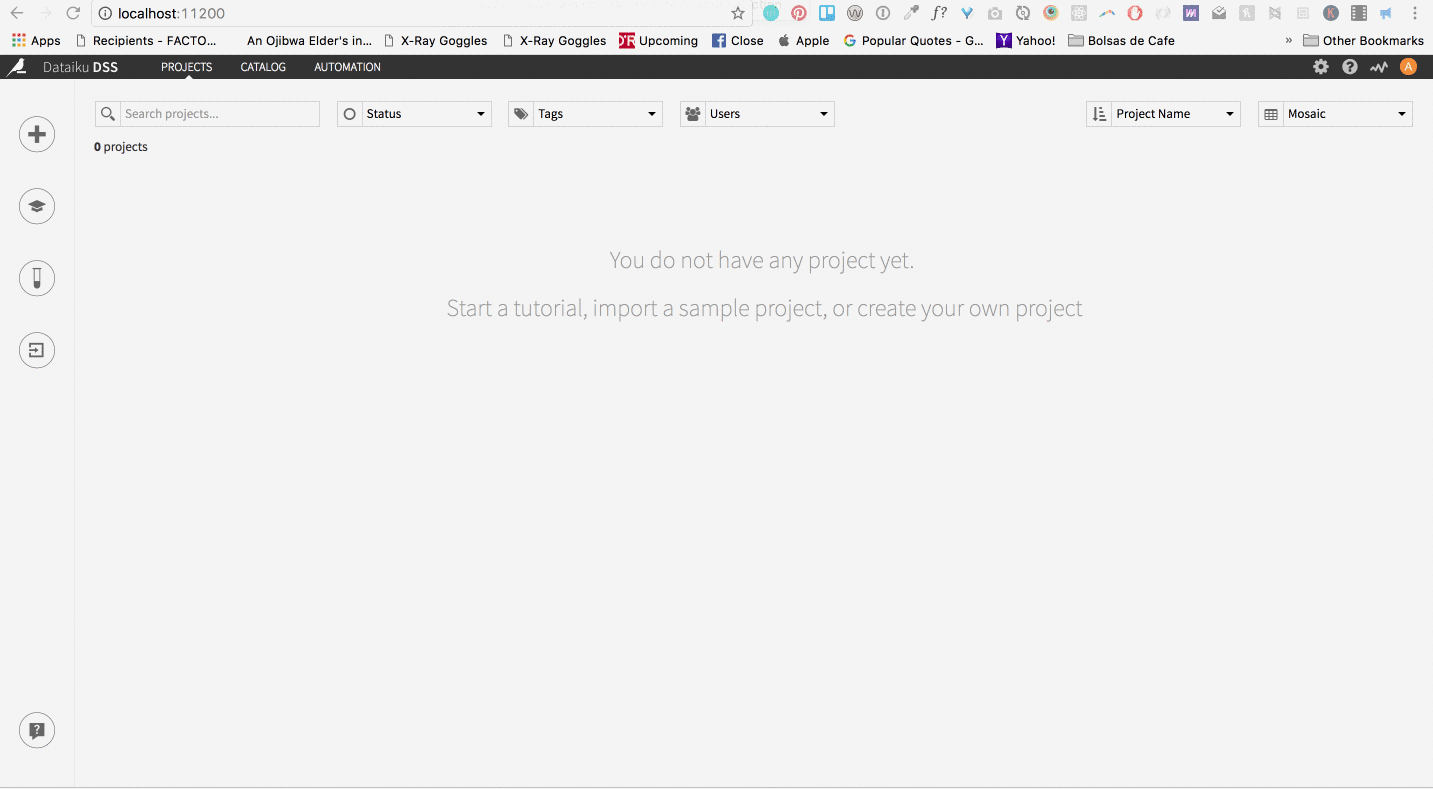 localhost:11200 f?
Apps Recipients - FACTO... An Ojibwa Elder's in... X-Ray Goggles X-Ray Goggles D'R Upcoming Close Apple Popular Quotes - G... Yahoo! Bolsas de Cafe » Other Bookmarks
Dataiku DSS PROJECTS CATALOG AUTOMATION A
Search projects... Status Tags Users Project Name Mosaic
0 projects
You do not have any project yet.
Start a tutorial, import a sample project, or create your own project